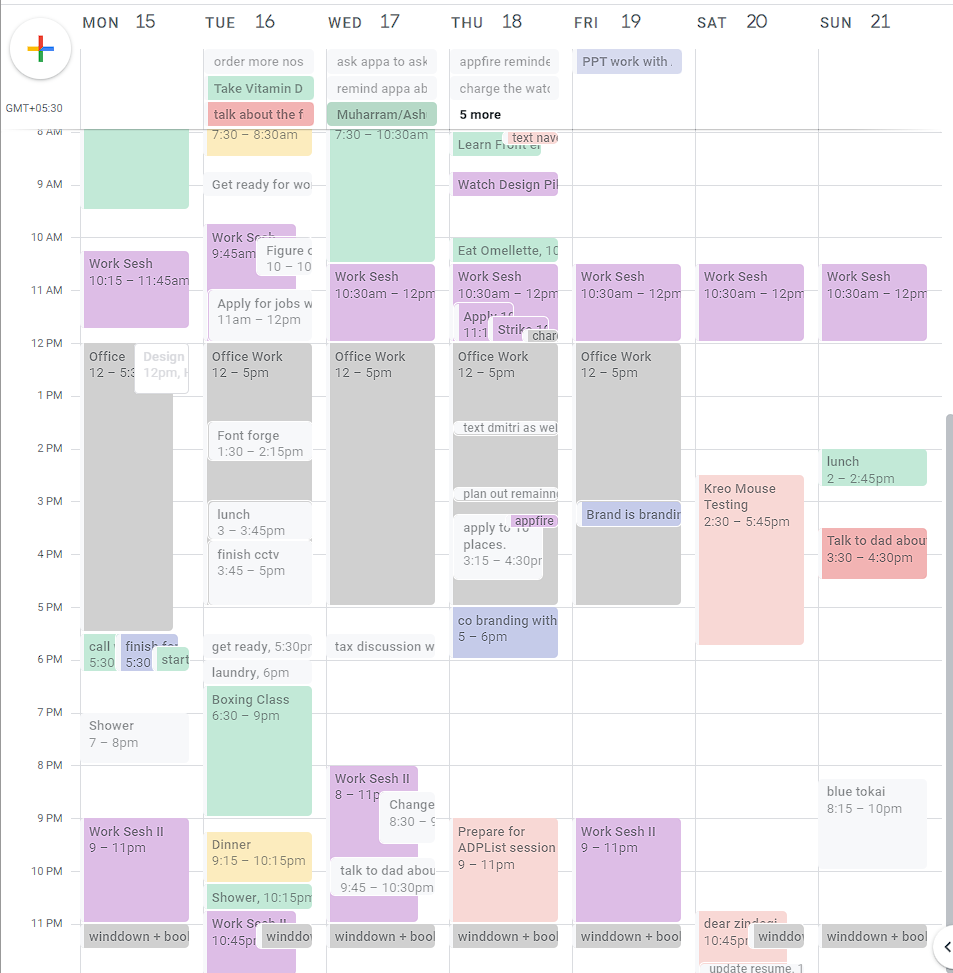 MON 15
TUE 16
WED 17
THU 18
FRI 19
SAT 20
SUN 21
GMT+05:30
order more nos
Take Vitamin D
talk about the f
ask appa to ask
remind appa ab
Muharram/Ash
appfire reminde
charge the watc
5 more
PPT work with
8 AM
9 AM
10 AM
11 AM
12 PM
1 PM
2 PM
3 PM
4 PM
5 PM
6 PM
7 PM
8 PM
9 PM
10 PM
11 PM
Work Sesh
10:15 – 11:45am
Office
12 – 5:3
Design
12pm,
call
5:30
finish fo
5:30
start
Shower
7 – 8pm
Work Sesh II
9 – 11pm
winddown + bool
7:30 – 8:30am
Get ready for wo
Work Sesh
9:45am
Figure
10 – 10
Apply for jobs w
11am – 12pm
Office Work
12 – 5pm
Font forge
1:30 – 2:15pm
lunch
3 – 3:45pm
finish cctv
3:45 – 5pm
get ready, 5:30pr
laundry, 6pm
Boxing Class
6:30 – 9pm
Dinner
9:15 – 10:15pm
Shower, 10:15pm
Work Sesh II
10:45p
winddo
7:30 – 10:30am
Work Sesh
10:30am – 12pm
Office Work
12 – 5pm
tax discussion w
Work Sesh II
8 – 11p
Change
8:30 – 9
talk to dad abou
9:45 – 10:30pm
winddown + bool
Learn Front er
text nav
Watch Design Pi
Eat Omellette, 10
Work Sesh
10:30am – 12pm
Apply
11:1
Strike
char
Office Work
12 – 5pm
text dmitri as wel
plan out remainn
appfire
apply to 10
places.
3:15 – 4:30pr
co branding with
5 – 6pm
Prepare for
ADPList session
9 – 11pm
winddown + bool
Work Sesh
10:30am – 12pm
Office Work
12 – 5pm
Brand is brandin
Work Sesh II
9 – 11pm
winddown + bool
Work Sesh
10:30am – 12pm
Kreo Mouse
Testing
2:30 – 5:45pm
dear zindagi
10:45pr
winddo
update resume, 1
Work Sesh
10:30am – 12pm
lunch
2 – 2:45pm
Talk to dad abou
3:30 – 4:30pm
blue tokai
8:15 – 10pm
winddown + bool